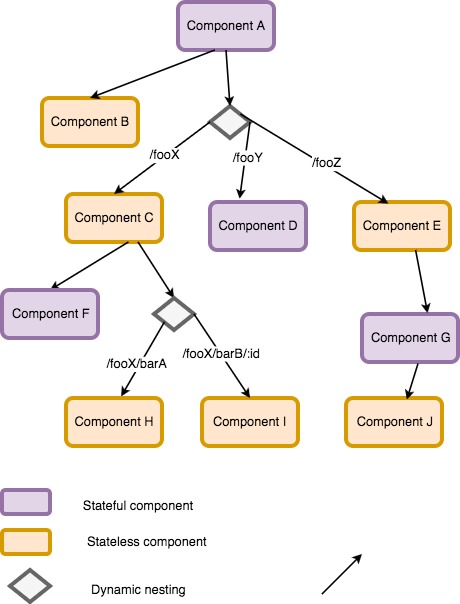 Component A
Component B
/fooX
/fooY
/fooZ
Component C
Component D
Component E
Component F
Component G
/fooX/barA
/fooX/barB/:id
Component H
Component I
Component J
Stateful component
Stateless component
Dynamic nesting